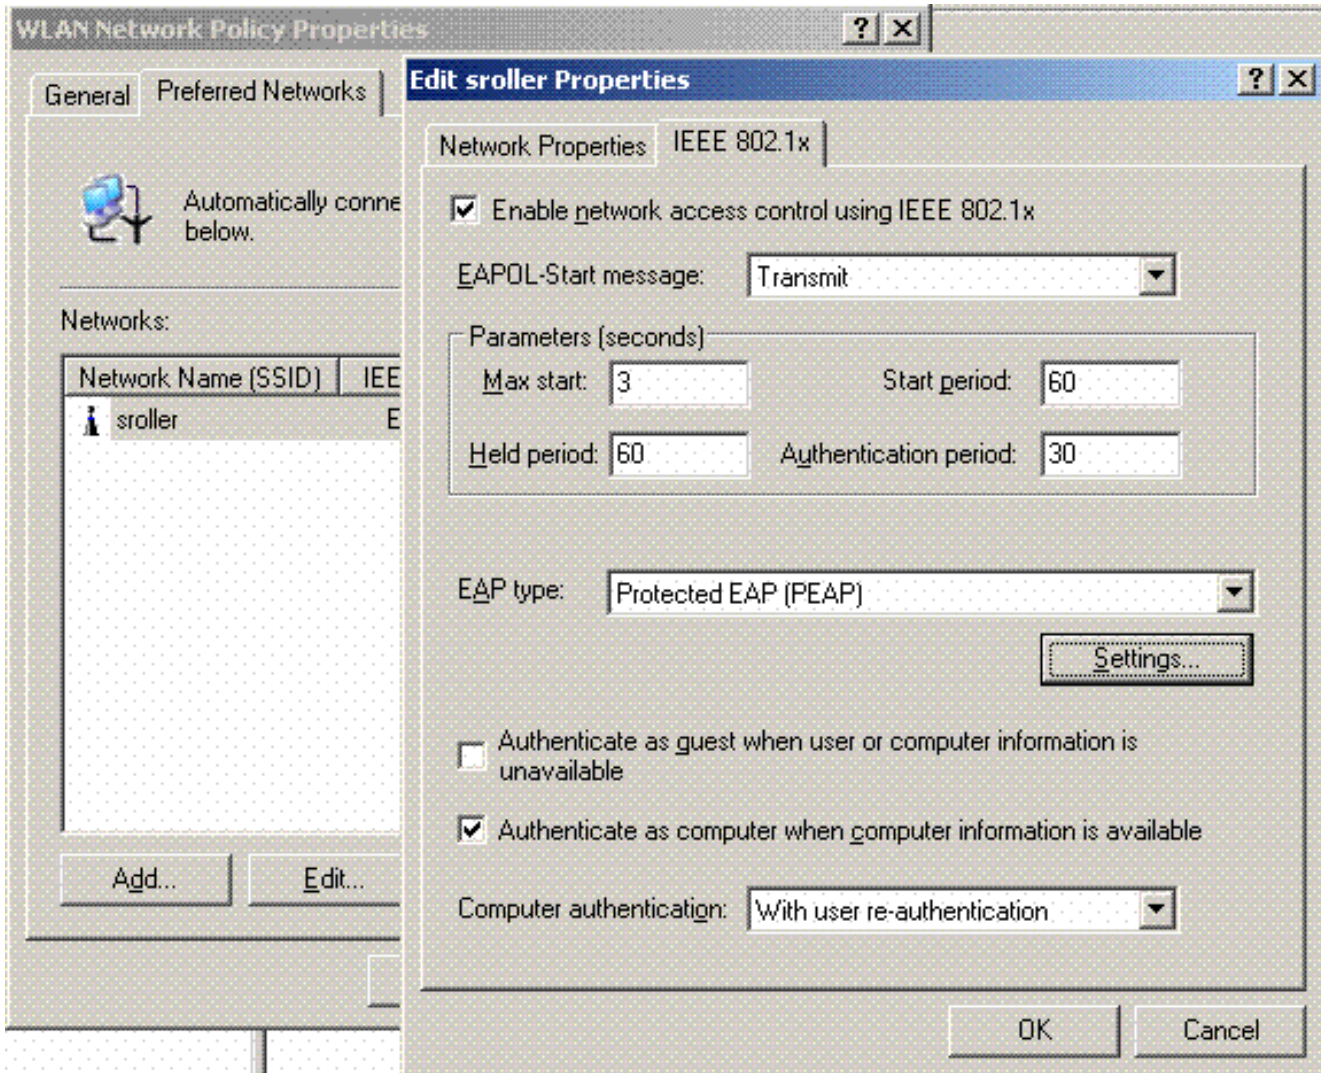 WLAN Network Policy Properties
General
Preferred Networks
Automatically conne
below.
Networks:
Network Name (SSID)
IEE
sroller
E
Add...
Edit...
Edit sroller Properties
Network Properties
IEEE 802.1x
Enable network access control using IEEE 802.1x
EAPOL-Start message:
Transmit
Parameters (seconds)
Max start:
3
Start period:
60
Held period:
60
Authentication period:
30
EAP type:
Protected EAP (PEAP)
Settings...
Authenticate as guest when user or computer information is
unavailable
Authenticate as computer when computer information is available
Computer authentication:
With user re-authentication
OK
Cancel